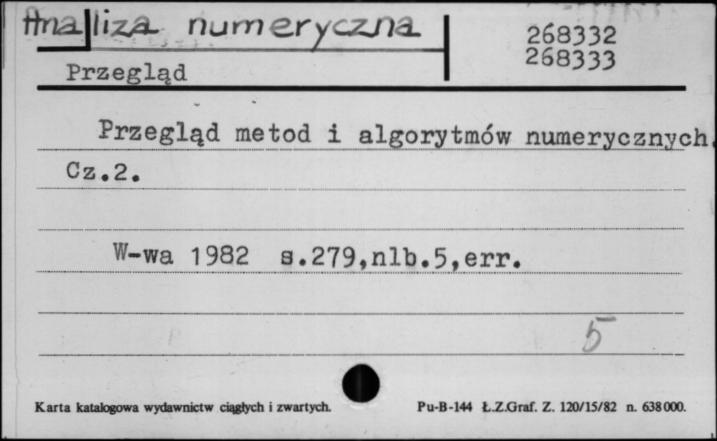 Analiza numeryczna
268332
268333
Przegląd
Przegląd metod i algorytmów numerycznych.
Cz.2.
W-wa 1982 s.279,nlb.5,err.
5
Karta katalogowa wydawnictw ciągłych i zwartych.
Pu-B-144 Ł.Z.Graf. Z. 120/15/82 n. 638000.